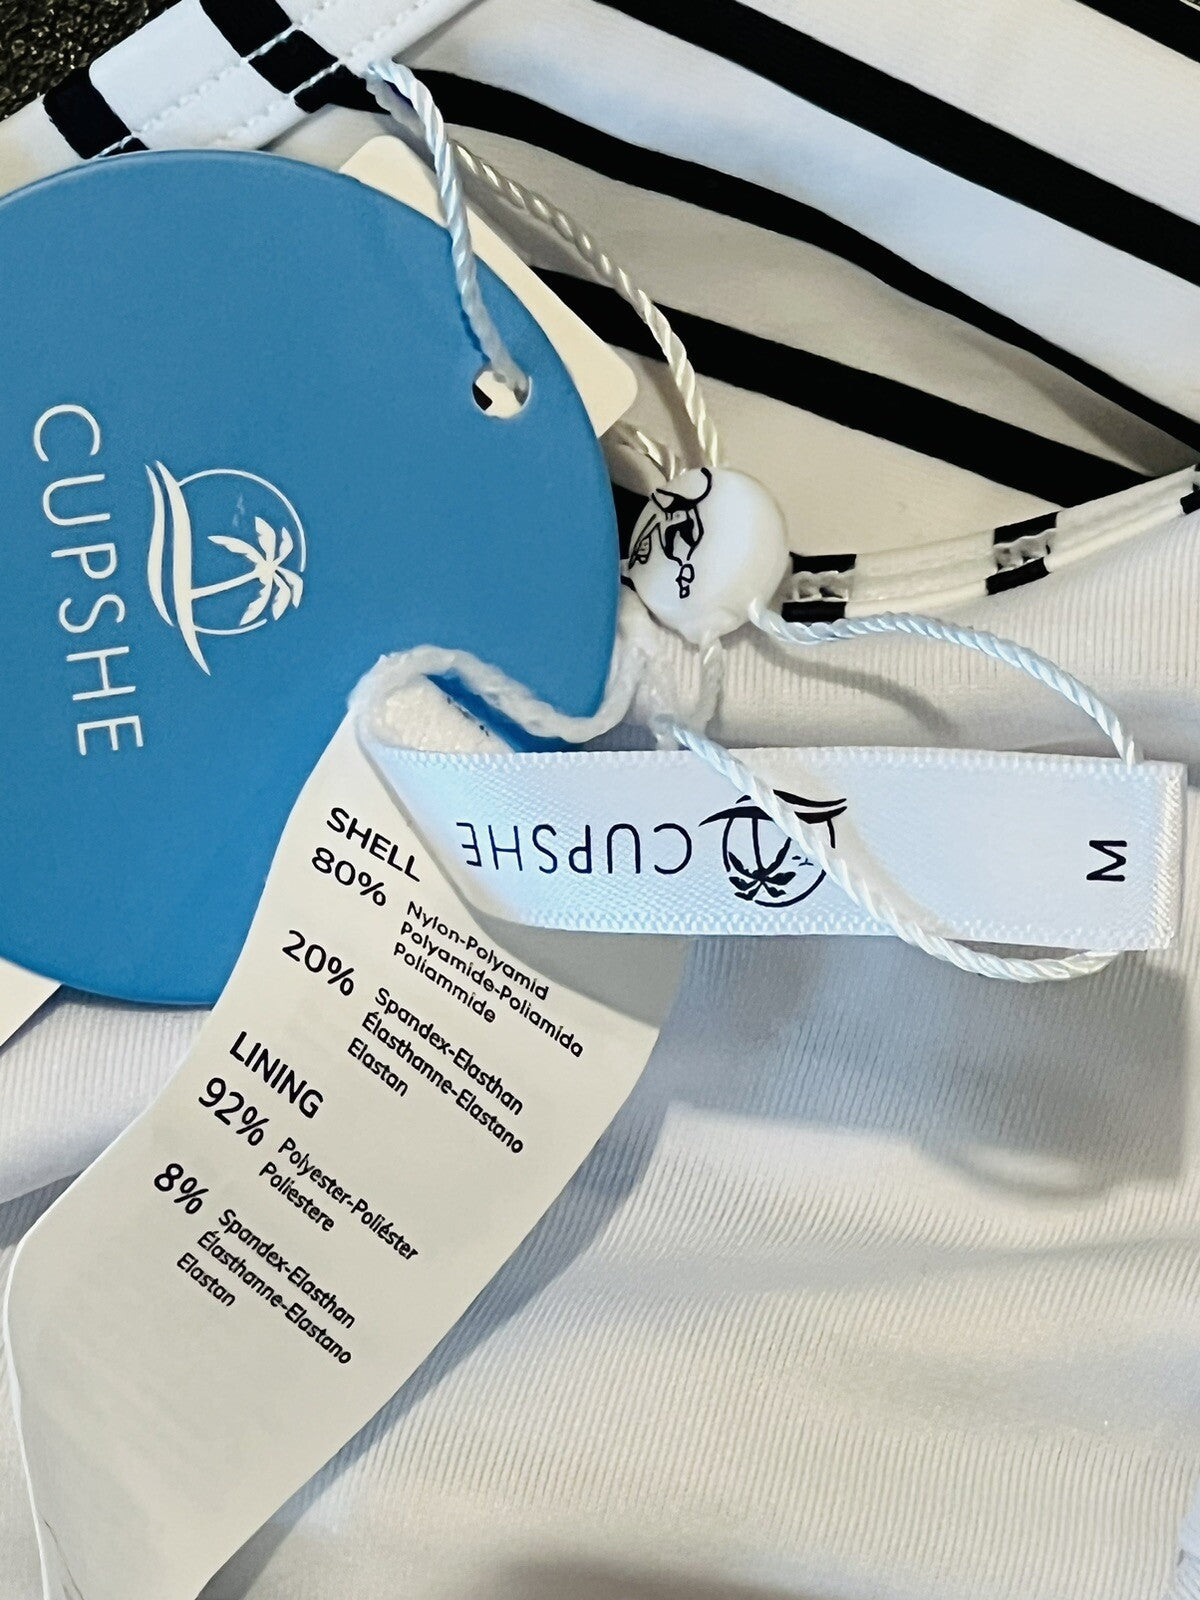 CUPSHE
CUPSHE
M
SHELL
80% Nylon-Polyamid
Polyamide-Poliamida
Poliammide
20% Spandex-Elasthan
Élasthanne-Elastano
Elastan
LINING
92% Polyester-Poliéster
Poliestere
8% Spandex-Elasthan
Élasthanne-Elastano
Elastan